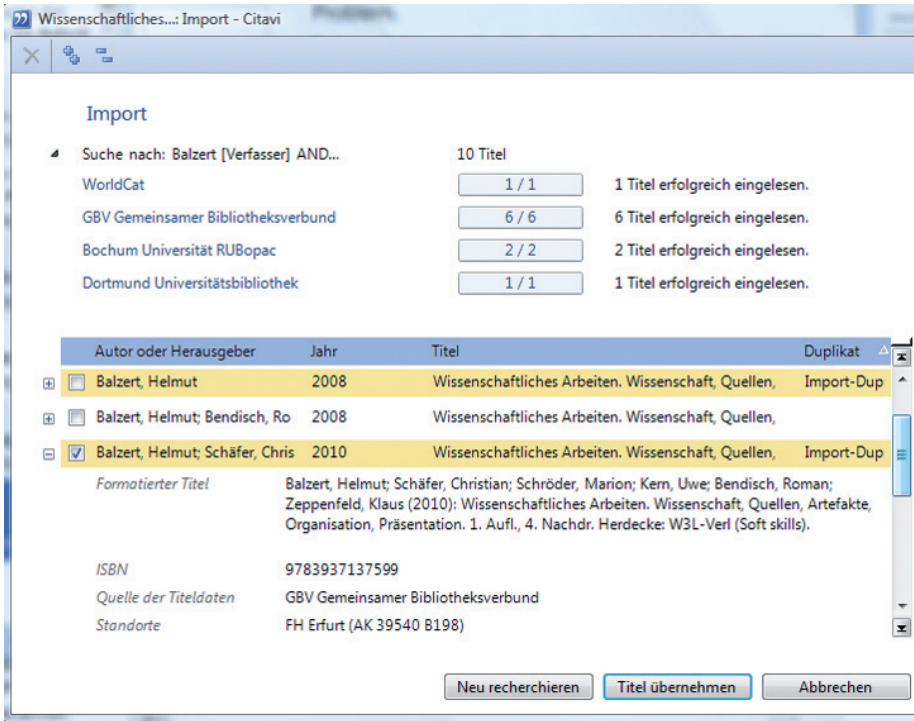 Wissenschaftliches...: Import - Citavi
Problem.
Import
Suche nach: Balzert [Verfasser] AND... 10 Titel
WorldCat 1 / 1 1 Titel erfolgreich eingelesen.
GBV Gemeinsamer Bibliotheksverbund 6 / 6 6 Titel erfolgreich eingelesen.
Bochum Universität RUBopac 2 / 2 2 Titel erfolgreich eingelesen.
Dortmund Universitätsbibliothek 1 / 1 1 Titel erfolgreich eingelesen.
Autor oder Herausgeber Jahr Titel Duplikat
Balzert, Helmut 2008 Wissenschaftliches Arbeiten. Wissenschaft, Quellen, Import-Dup
Balzert, Helmut; Bendisch, Ro 2008 Wissenschaftliches Arbeiten. Wissenschaft, Quellen,
Balzert, Helmut; Schäfer, Chris 2010 Wissenschaftliches Arbeiten. Wissenschaft, Quellen, Import-Dup
Formatierter Titel Balzert, Helmut; Schäfer, Christian; Schröder, Marion; Kern, Uwe; Bendisch, Roman;
Zeppenfeld, Klaus (2010): Wissenschaftliches Arbeiten. Wissenschaft, Quellen, Artefakte,
Organisation, Präsentation. 1. Aufl., 4. Nachdr. Herdecke: W3L-Verl (Soft skills).
ISBN 9783937137599
Quelle der Titeldaten GBV Gemeinsamer Bibliotheksverbund
Standorte FH Erfurt (AK 39540 B198)
Neu recherchieren Titel übernehmen Abbrechen